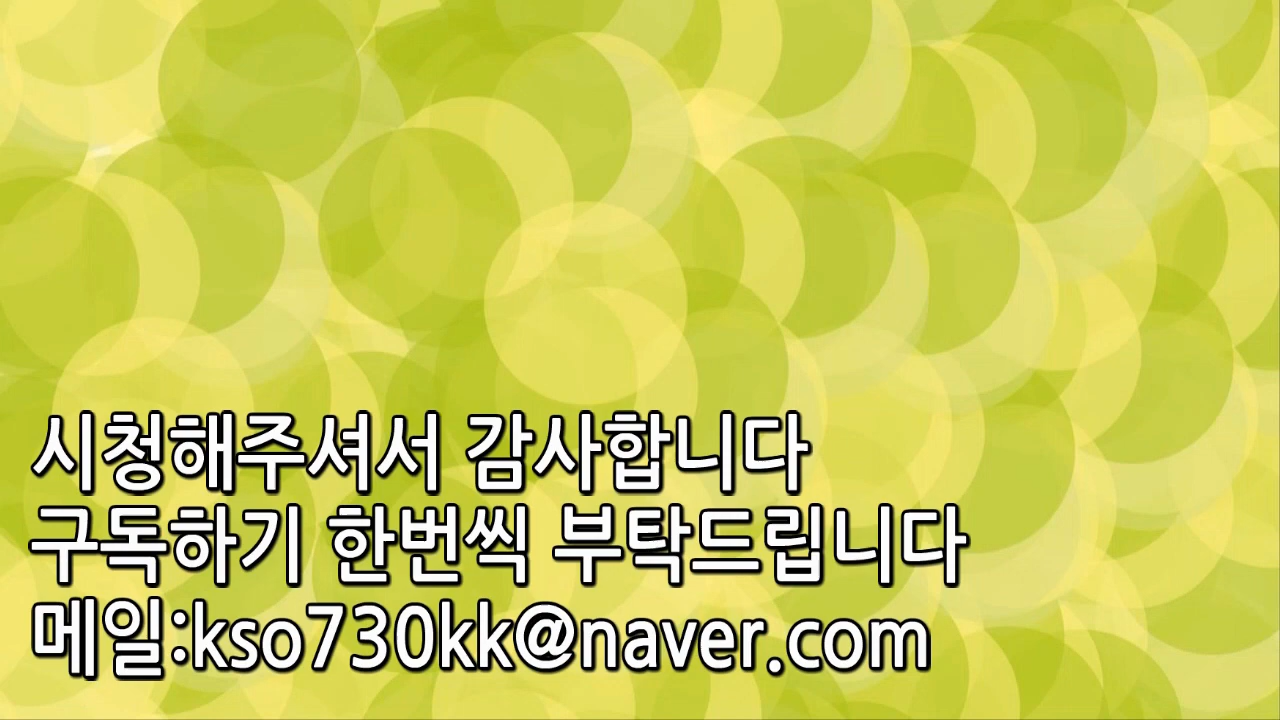 시청해주셔서 감사합니다
구독하기 한번씩 부탁드립니다
메일:kso730kk@naver.com